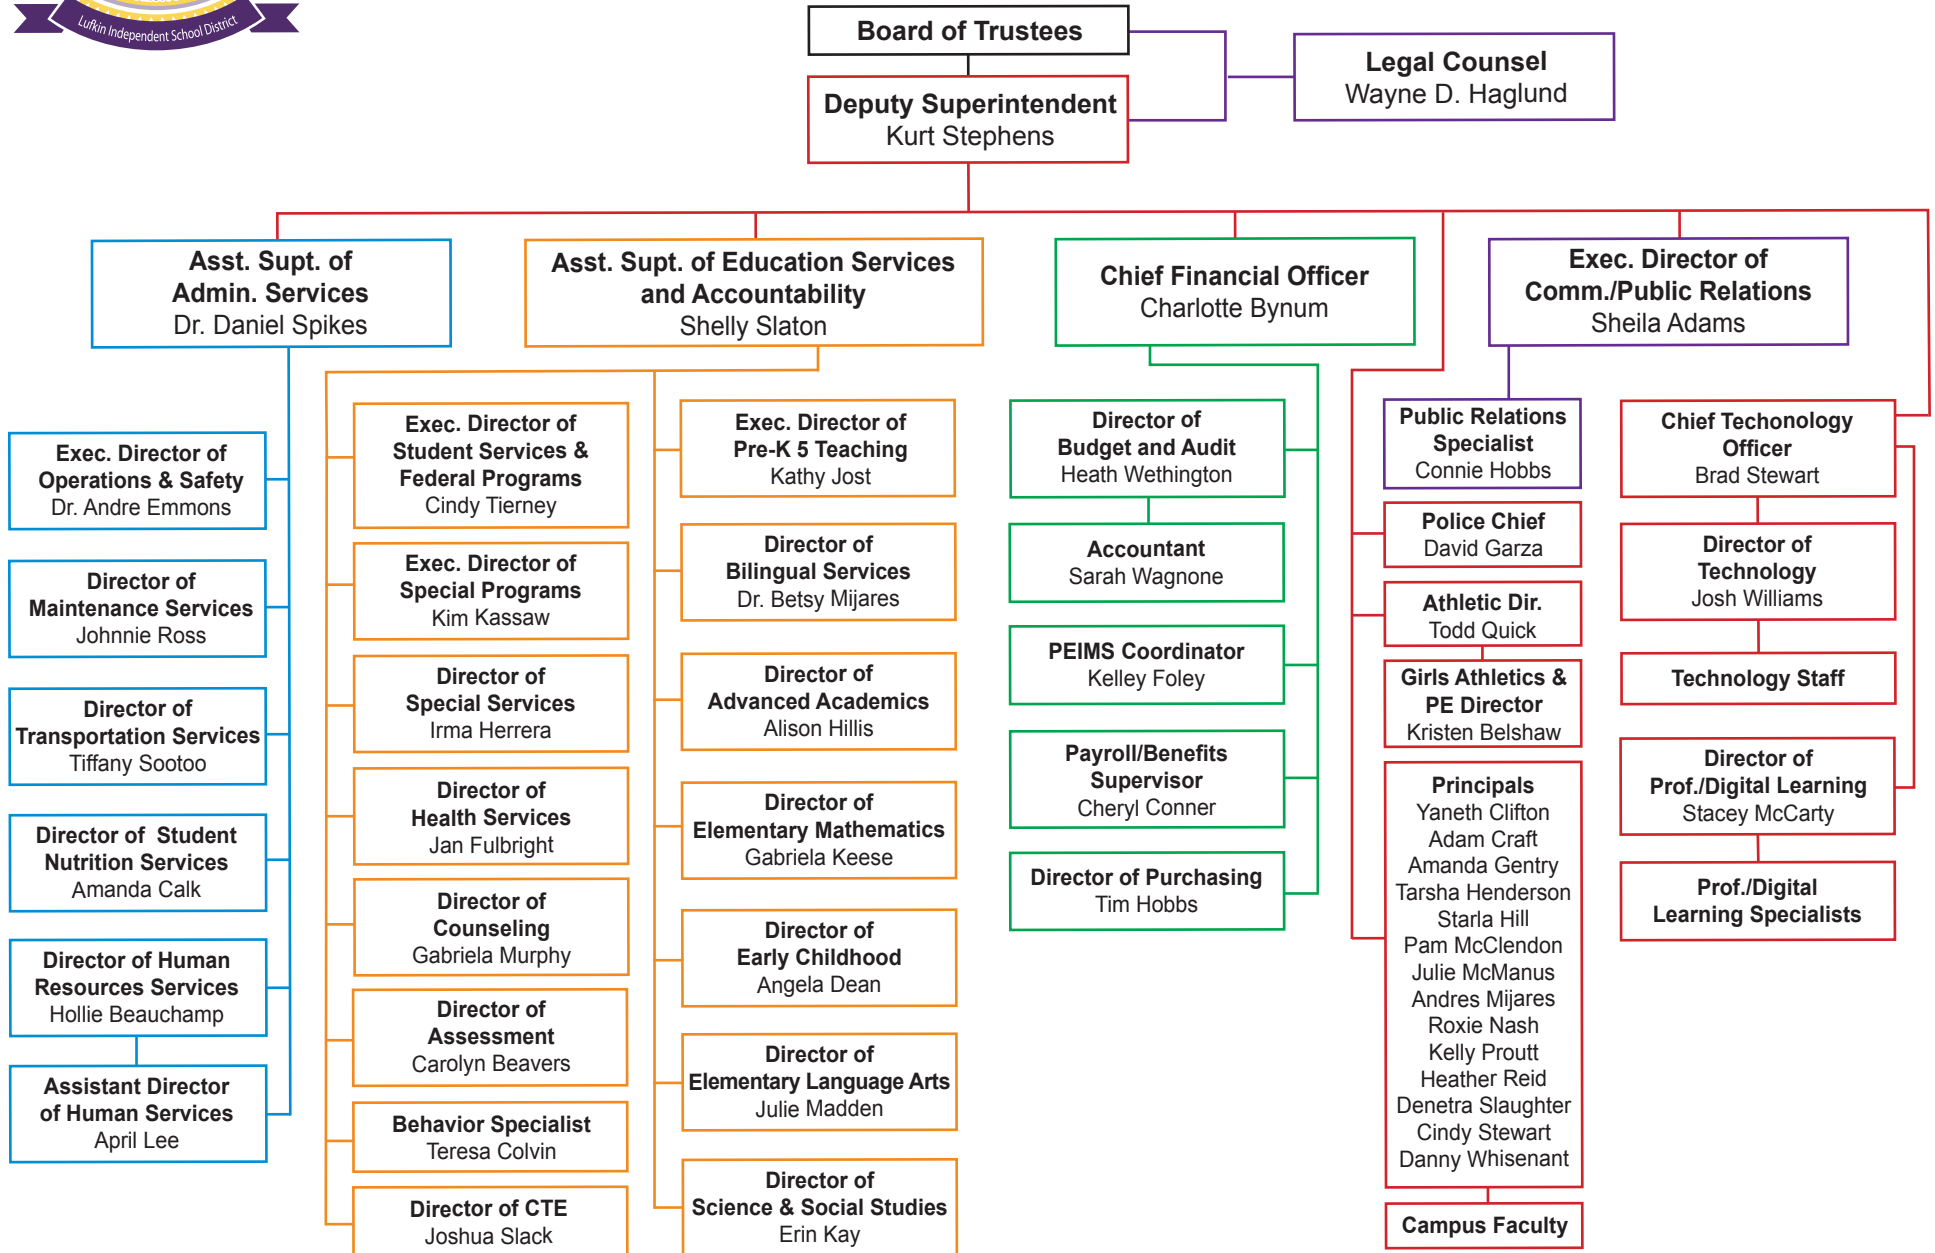 Lufkin Independent School District
Board of Trustees
Legal Counsel
Wayne D. Haglund
Deputy Superintendent
Kurt Stephens
Asst. Supt. of
Admin. Services
Dr. Daniel Spikes
Asst. Supt. of Education Services
and Accountability
Shelly Slaton
Chief Financial Officer
Charlotte Bynum
Exec. Director of
Comm./Public Relations
Sheila Adams
Exec. Director of
Operations & Safety
Dr. Andre Emmons
Director of
Maintenance Services
Johnnie Ross
Director of
Transportation Services
Tiffany Sootoo
Director of Student
Nutrition Services
Amanda Calk
Director of Human
Resources Services
Hollie Beauchamp
Assistant Director
of Human Services
April Lee
Exec. Director of
Student Services &
Federal Programs
Cindy Tierney
Exec. Director of
Special Programs
Kim Kassaw
Director of
Special Services
Irma Herrera
Director of
Health Services
Jan Fulbright
Director of
Counseling
Gabriela Murphy
Director of
Assessment
Carolyn Beavers
Behavior Specialist
Teresa Colvin
Director of CTE
Joshua Slack
Exec. Director of
Pre-K 5 Teaching
Kathy Jost
Director of
Bilingual Services
Dr. Betsy Mijares
Director of
Advanced Academics
Alison Hillis
Director of
Elementary Mathematics
Gabriela Keese
Director of
Early Childhood
Angela Dean
Director of
Elementary Language Arts
Julie Madden
Director of
Science & Social Studies
Erin Kay
Director of
Budget and Audit
Heath Wethington
Accountant
Sarah Wagnone
PEIMS Coordinator
Kelley Foley
Payroll/Benefits
Supervisor
Cheryl Conner
Director of Purchasing
Tim Hobbs
Public Relations
Specialist
Connie Hobbs
Police Chief
David Garza
Athletic Dir.
Todd Quick
Girls Athletics &
PE Director
Kristen Belshaw
Principals
Yaneth Clifton
Adam Craft
Amanda Gentry
Tarsha Henderson
Starla Hill
Pam McClendon
Julie McManus
Andres Mijares
Roxie Nash
Kelly Proutt
Heather Reid
Denetra Slaughter
Cindy Stewart
Danny Whisenant
Campus Faculty
Chief Techonology
Officer
Brad Stewart
Director of
Technology
Josh Williams
Technology Staff
Director of
Prof./Digital Learning
Stacey McCarty
Prof./Digital
Learning Specialists